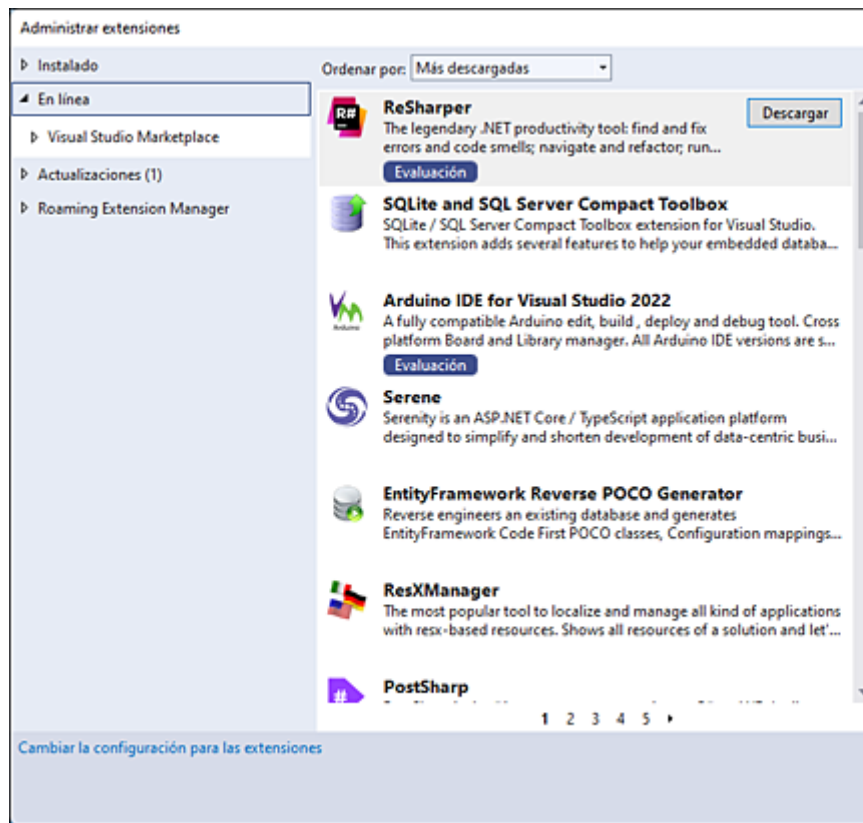 Administrar extensiones
Instalado
En línea
Visual Studio Marketplace
Actualizaciones (1)
Roaming Extension Manager
Ordenar por: Más descargadas
R#
ReSharper
Descargar
The legendary .NET productivity tool: find and fix
errors and code smells; navigate and refactor; run...
Evaluación
SQLite and SQL Server Compact Toolbox
SQLite / SQL Server Compact Toolbox extension for Visual Studio.
This extension adds several features to help your embedded databa...
Arduino IDE for Visual Studio 2022
A fully compatible Arduino edit, build , deploy and debug tool. Cross
platform Board and Library manager. All Arduino IDE versions are s...
Evaluación
Serene
Serenity is an ASP.NET Core / TypeScript application platform
designed to simplify and shorten development of data-centric busi...
EntityFramework Reverse POCO Generator
Reverse engineers an existing database and generates
EntityFramework Code First POCO classes, Configuration mappings...
ResXManager
The most popular tool to localize and manage all kind of applications
with resx-based resources. Shows all resources of a solution and let'...
#
PostSharp
1 2 3 4 5
Cambiar la configuración para las extensiones